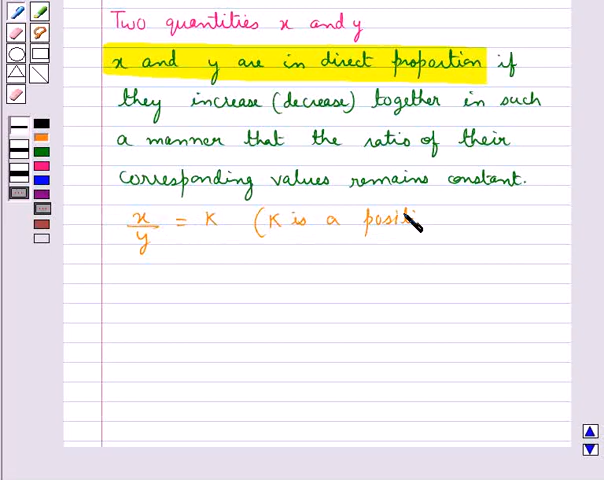 Two quantities x and y
x and y are in direct proportion if
they increase (decrease) together in such
a manner that the ratio of their
corresponding values remains constant.
x/y = K (K is a positi